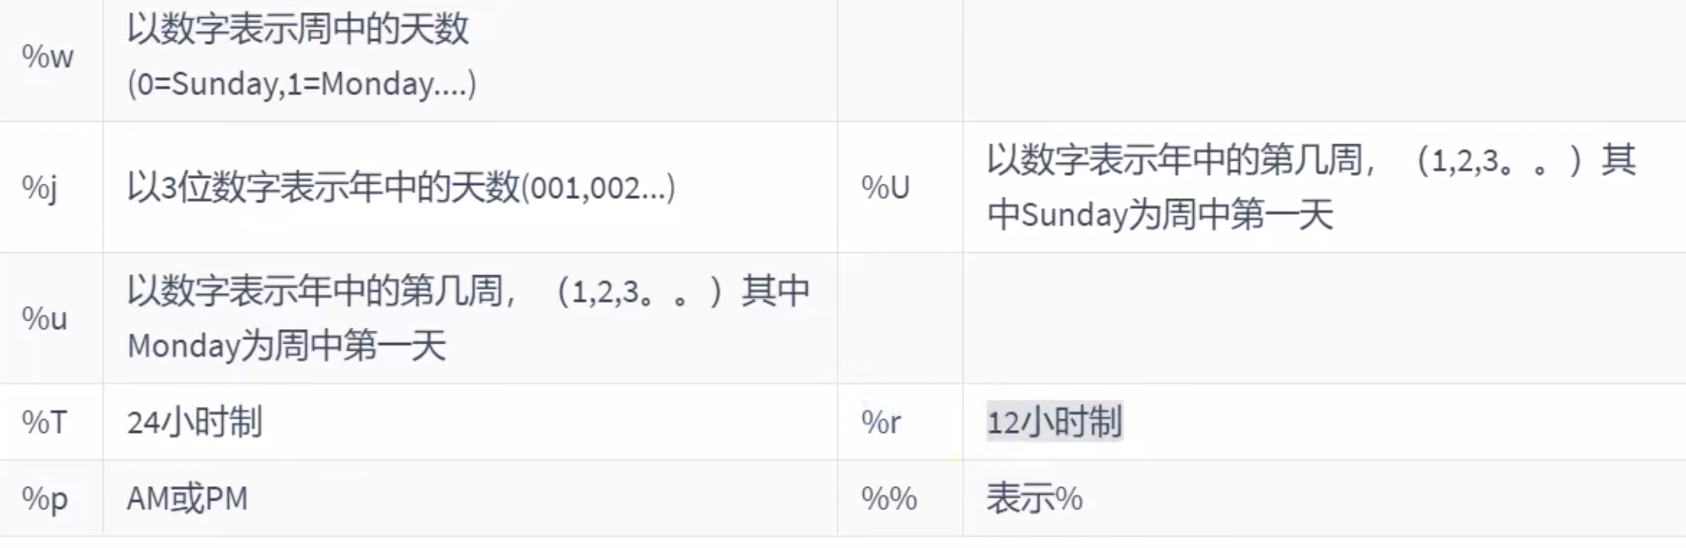 %w
以数字表示周中的天数
(0=Sunday,1=Monday....)
%j
以3位数字表示年中的天数(001,002...)
%U
以数字表示年中的第几周，（1,2,3。。）其
中Sunday为周中第一天
%u
以数字表示年中的第几周，（1,2,3。。）其中
Monday为周中第一天
%T
24小时制
%r
12小时制
%p
AM或PM
%%
表示%